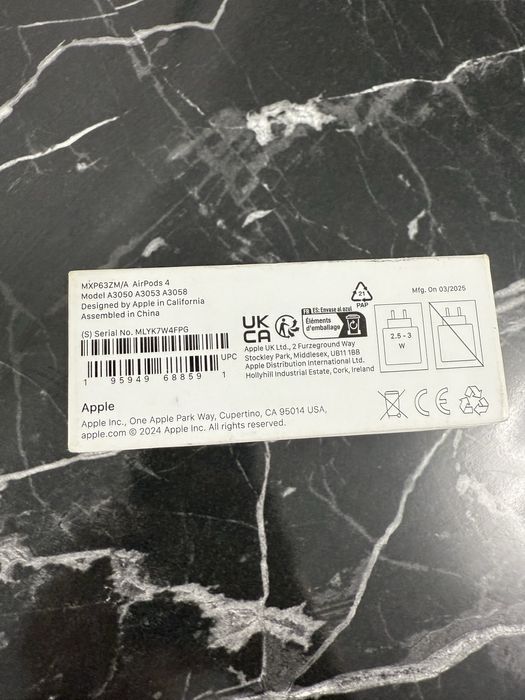 MXP63ZM/A AirPods 4
Model A3050 A3053 A3058
Designed by Apple in California
Assembled in China
(S) Serial No. MLYK7W4FPG
UPC
1 95949 68859 1
Apple
Apple Inc., One Apple Park Way, Cupertino, CA 95014 USA,
apple.com © 2024 Apple Inc. All rights reserved.
UK
CA
FR ES: Envase al azul
Éléments
d'emballage
Apple UK Ltd., 2 Furzeground Way
Stockley Park, Middlesex, UB11 1BB
Apple Distribution International Ltd.
Hollyhill Industrial Estate, Cork, Ireland
21
PAP
Mfg. On 03/2025
2.5 - 3
W
CE